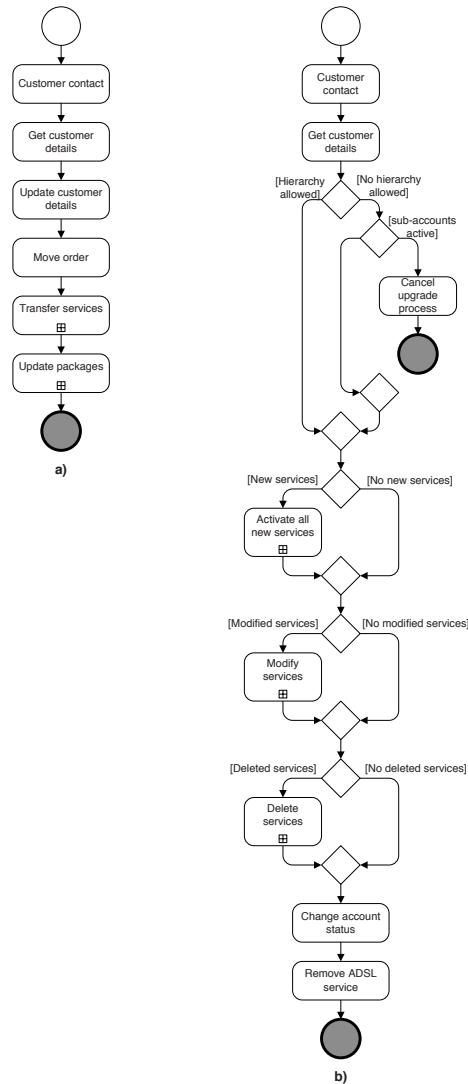 Customer contact
Get customer
details
Update customer
details
Move order
Transfer services
Update packages
a)
Customer
contact
Get customer
details
[Hierarchy
allowed]
[No hierarchy
allowed]
[sub-accounts
active]
Cancel
upgrade
process
[New services]
[No new services]
Activate all
new services
[Modified services]
[No modified services]
Modify
services
[Deleted services]
[No deleted services]
Delete
services
Change account
status
Remove ADSL
service
b)